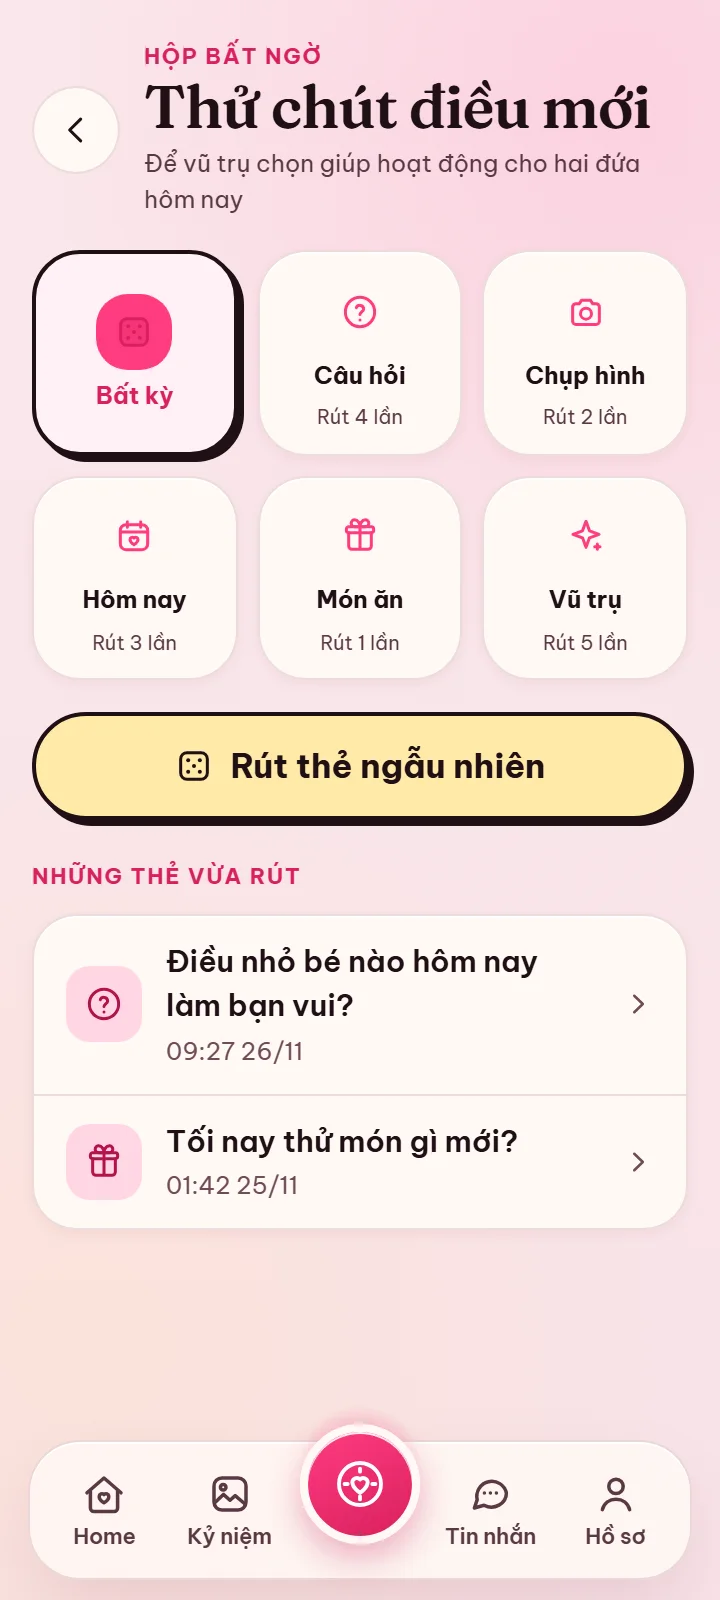 HỘP BẤT NGỜ
Thử chút điều mới
Để vũ trụ chọn giúp hoạt động cho hai đứa
hôm nay
Bất kỳ
Câu hỏi
Rút 4 lần
Chụp hình
Rút 2 lần
Hôm nay
Rút 3 lần
Món ăn
Rút 1 lần
Vũ trụ
Rút 5 lần
Rút thẻ ngẫu nhiên
NHỮNG THẺ VỪA RÚT
Điều nhỏ bé nào hôm nay
làm bạn vui?
09:27 26/11
Tối nay thử món gì mới?
01:42 25/11
Home
Kỷ niệm
Tin nhắn
Hồ sơ